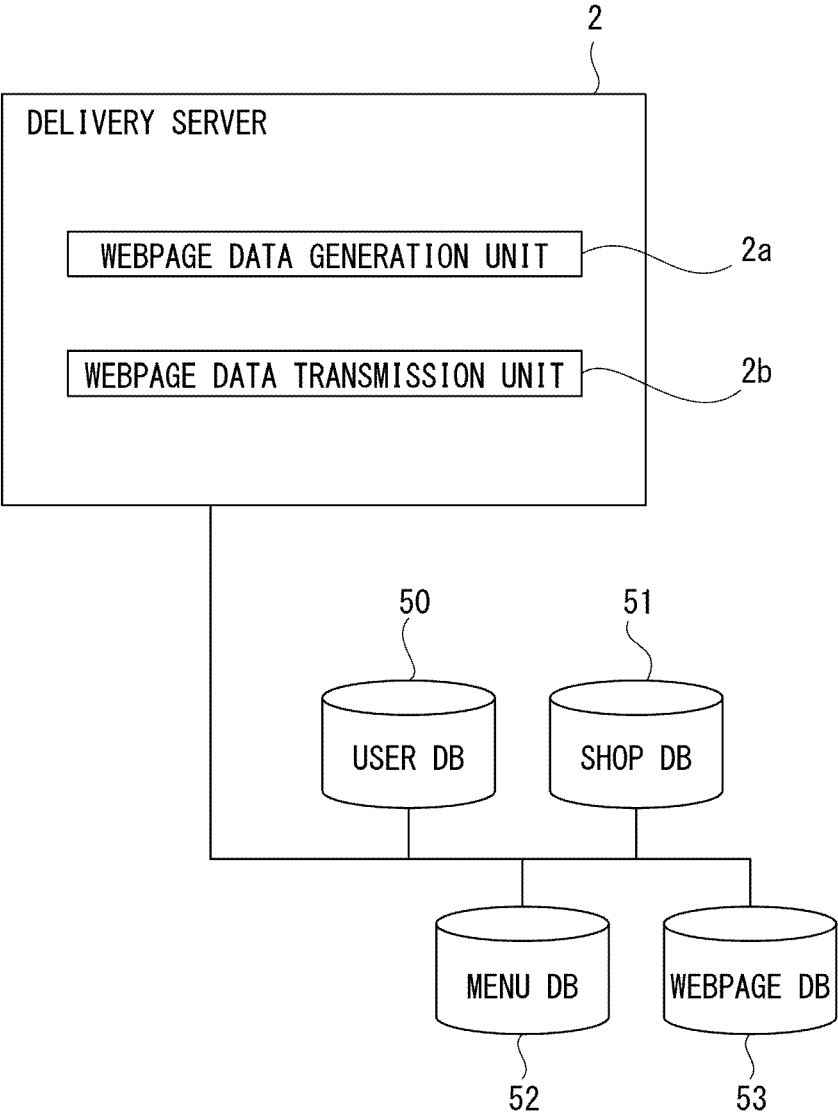 2
DELIVERY SERVER
WEBPAGE DATA GENERATION UNIT
2a
WEBPAGE DATA TRANSMISSION UNIT
2b
50
51
USER DB
SHOP DB
MENU DB
WEBPAGE DB
52
53